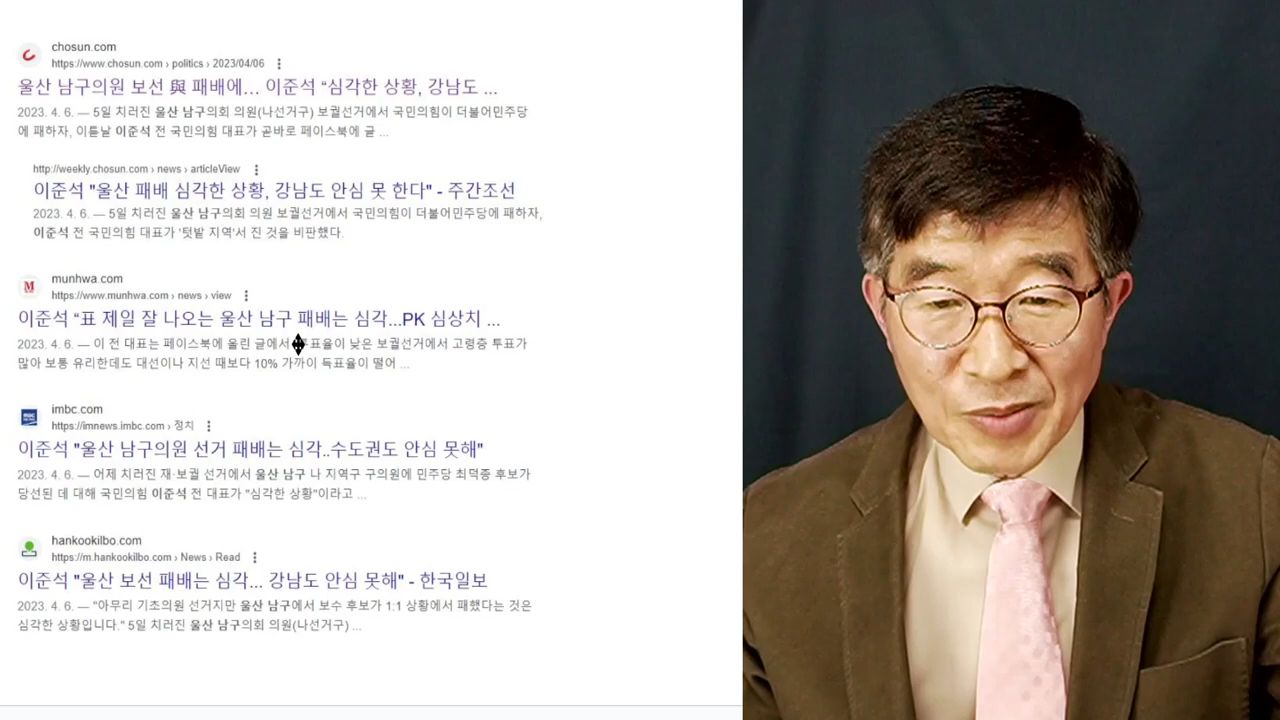 chosun.com
https://www.chosun.com › politics › 2023/04/06
울산 남구의원 보선 與 패배에... 이준석 “심각한 상황, 강남도 ...
2023. 4. 6. — 5일 치러진 울산 남구의회 의원(나선거구) 보궐선거에서 국민의힘이 더불어민주당
에 패하자, 이튿날 이준석 전 국민의힘 대표가 곧바로 페이스북에 글 ...
http://weekly.chosun.com › news › articleView
이준석 "울산 패배 심각한 상황, 강남도 안심 못 한다" - 주간조선
2023. 4. 6. — 5일 치러진 울산 남구의회 의원 보궐선거에서 국민의힘이 더불어민주당에 패하자,
이준석 전 국민의힘 대표가 '텃밭 지역'서 진 것을 비판했다.
munhwa.com
https://www.munhwa.com › news › view
이준석 “표 제일 잘 나오는 울산 남구 패배는 심각...PK 심상치 ...
2023. 4. 6. — 이 전 대표는 페이스북에 올린 글에서 투표율이 낮은 보궐선거에서 고령층 투표가
많아 보통 유리한데도 대선이나 지선 때보다 10% 가까이 득표율이 떨어 ...
imbc.com
https://imnews.imbc.com › 정치
이준석 "울산 남구의원 선거 패배는 심각..수도권도 안심 못해"
2023. 4. 6. — 어제 치러진 재·보궐 선거에서 울산 남구 나 지역구 구의원에 민주당 최덕종 후보가
당선된 데 대해 국민의힘 이준석 전 대표가 "심각한 상황"이라고 ...
hankookilbo.com
https://m.hankookilbo.com › News › Read
이준석 "울산 보선 패배는 심각... 강남도 안심 못해" - 한국일보
2023. 4. 6. — "아무리 기초의원 선거지만 울산 남구에서 보수 후보가 1:1 상황에서 패했다는 것은
심각한 상황입니다." 5일 치러진 울산 남구의회 의원(나선거구) ...